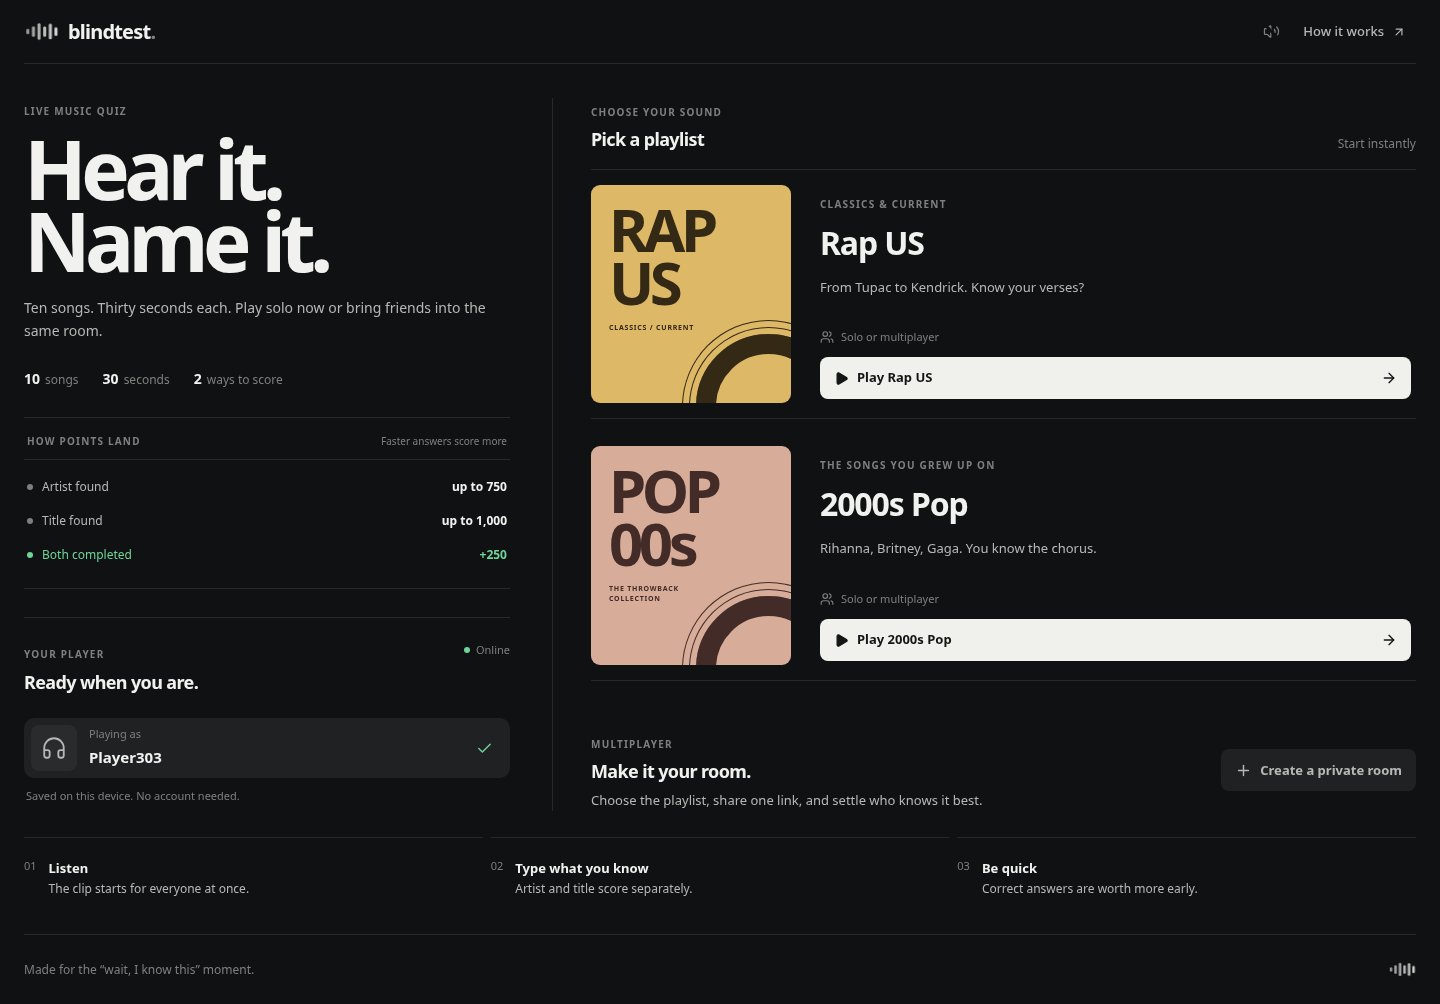 blindtest.
How it works
LIVE MUSIC QUIZ
Hear it.
Name it.
Ten songs. Thirty seconds each. Play solo now or bring friends into the
same room.
10 songs 30 seconds 2 ways to score
HOW POINTS LAND Faster answers score more
Artist found up to 750
Title found up to 1,000
Both completed +250
YOUR PLAYER Online
Ready when you are.
Playing as
Player303
Saved on this device. No account needed.
CHOOSE YOUR SOUND
Pick a playlist
Start instantly
RAP
US
CLASSICS / CURRENT
CLASSICS & CURRENT
Rap US
From Tupac to Kendrick. Know your verses?
Solo or multiplayer
Play Rap US
POP
00s
THE THROWBACK
COLLECTION
THE SONGS YOU GREW UP ON
2000s Pop
Rihanna, Britney, Gaga. You know the chorus.
Solo or multiplayer
Play 2000s Pop
MULTIPLAYER
Make it your room.
Choose the playlist, share one link, and settle who knows it best.
Create a private room
01 Listen
The clip starts for everyone at once.
02 Type what you know
Artist and title score separately.
03 Be quick
Correct answers are worth more early.
Made for the “wait, I know this” moment.